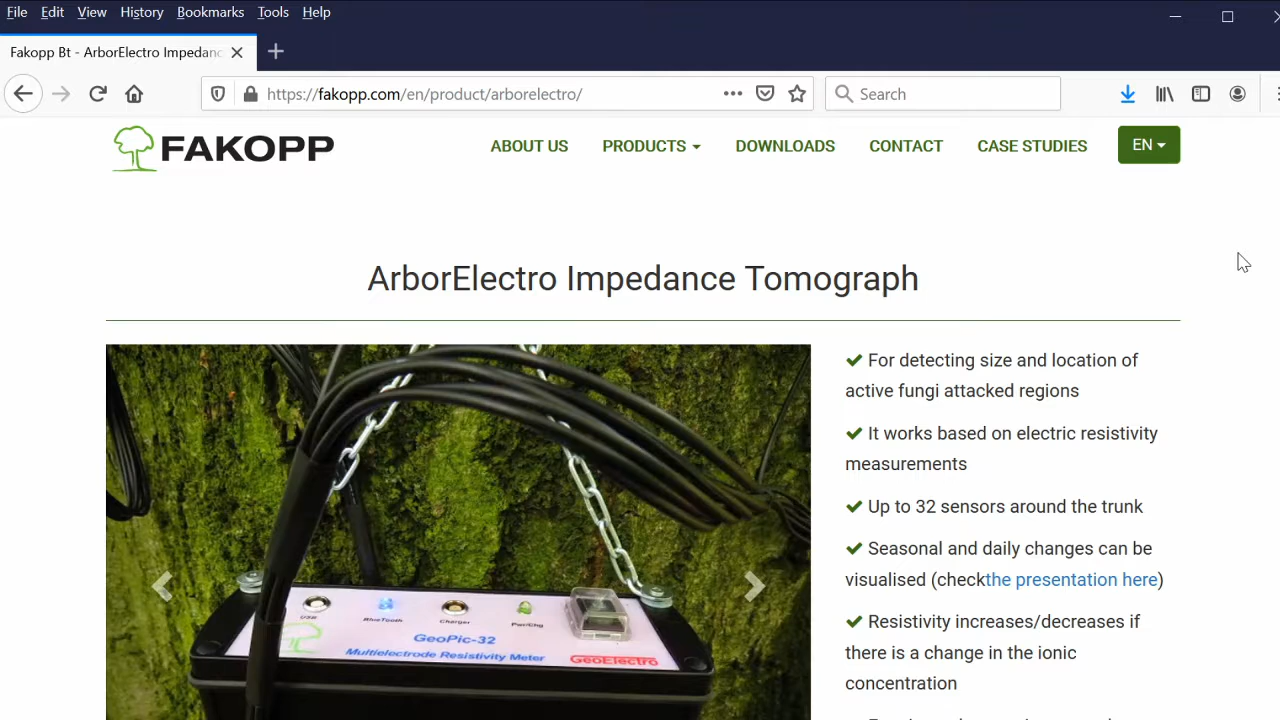 File Edit View History Bookmarks Tools Help
Fakopp Bt - ArborElectro Impedanc
https://fakopp.com/en/product/arborelectro/
Search
FAKOPP
ABOUT US PRODUCTS DOWNLOADS CONTACT CASE STUDIES EN
ArborElectro Impedance Tomograph
For detecting size and location of
active fungi attacked regions
It works based on electric resistivity
measurements
Up to 32 sensors around the trunk
Seasonal and daily changes can be
visualised (checkthe presentation here)
Resistivity increases/decreases if
there is a change in the ionic
concentration
USB BlueTooth Charger Pwr/Chg
GeoPic-32
Multielectrode Resistivity Meter
GeoElectro